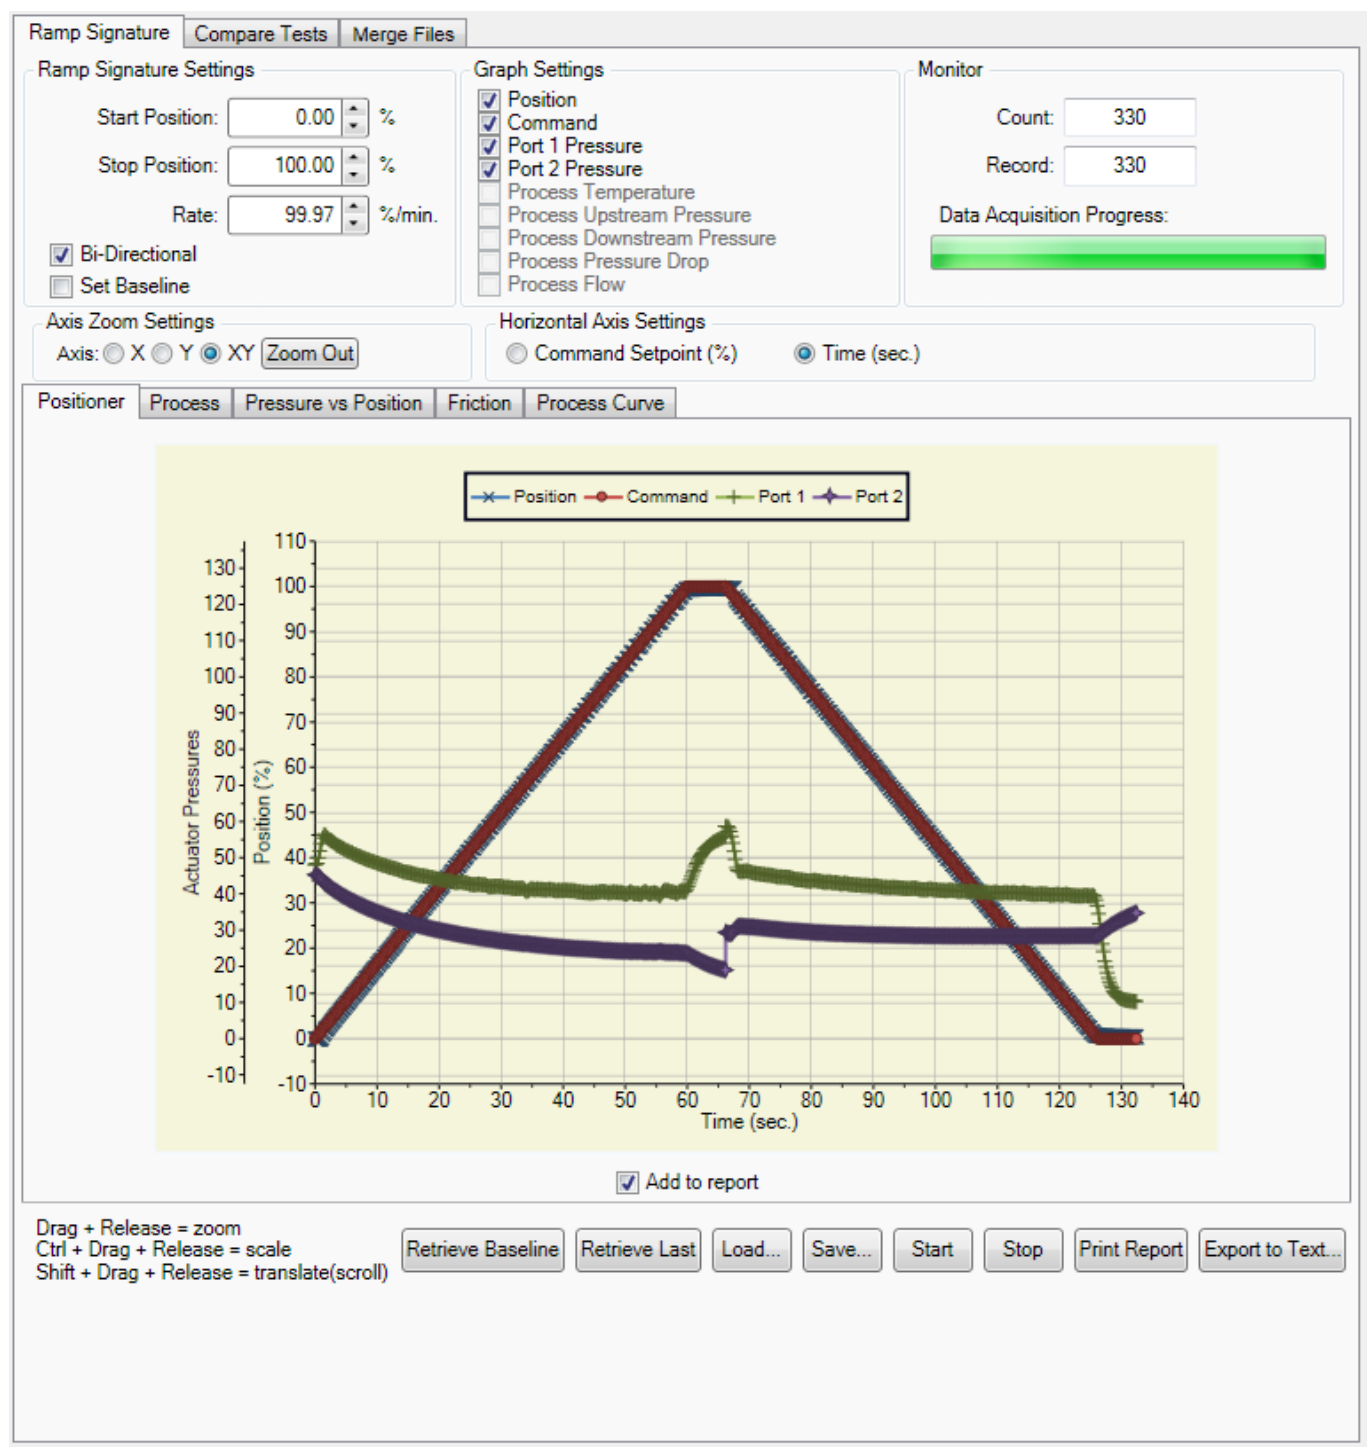 Ramp Signature Compare Tests Merge Files
Ramp Signature Settings
Start Position: 0.00 %
Stop Position: 100.00 %
Rate: 99.97 %/min.
Bi-Directional
Set Baseline
Graph Settings
Position
Command
Port 1 Pressure
Port 2 Pressure
Process Temperature
Process Upstream Pressure
Process Downstream Pressure
Process Pressure Drop
Process Flow
Monitor
Count: 330
Record: 330
Data Acquisition Progress:
Axis Zoom Settings
Axis: X Y XY Zoom Out
Horizontal Axis Settings
Command Setpoint (%) Time (sec.)
Positioner Process Pressure vs Position Friction Process Curve
Position Command Port 1 Port 2
Actuator Pressures
130
120
110
100
90
80
70
60
50
40
30
20
10
0
-10
Position (%)
110
100
90
80
70
60
50
40
30
20
10
0
-10
0 10 20 30 40 50 60 70 80 90 100 110 120 130 140
Time (sec.)
Add to report
Drag + Release = zoom
Ctrl + Drag + Release = scale
Shift + Drag + Release = translate(scroll)
Retrieve Baseline Retrieve Last Load... Save... Start Stop Print Report Export to Text...